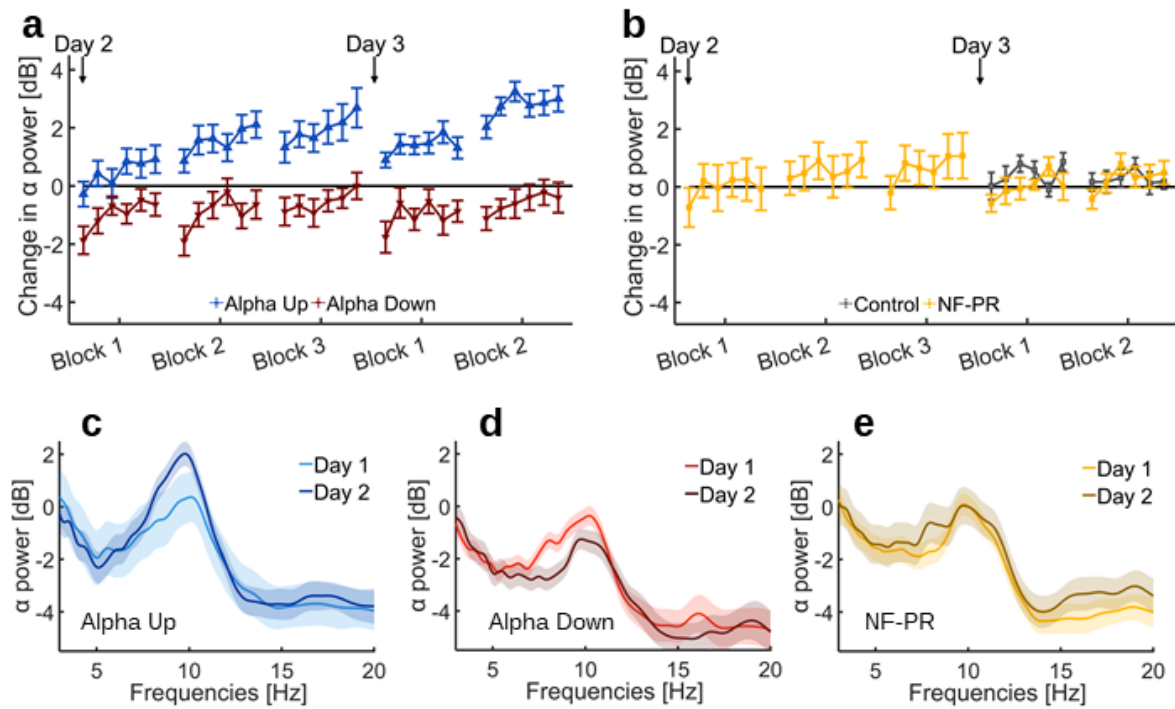 a
Day 2
Day 3
Change in α power [dB]
4
2
0
-2
-4
Alpha Up
Alpha Down
Block 1
Block 2
Block 3
Block 1
Block 2
b
Day 2
Day 3
Change in α power [dB]
4
2
0
-2
-4
Control
NF-PR
Block 1
Block 2
Block 3
Block 1
Block 2
c
α power [dB]
2
0
-2
-4
Day 1
Day 2
Alpha Up
5
10
15
20
Frequencies [Hz]
d
α power [dB]
2
0
-2
-4
Day 1
Day 2
Alpha Down
5
10
15
20
Frequencies [Hz]
e
α power [dB]
2
0
-2
-4
Day 1
Day 2
NF-PR
5
10
15
20
Frequencies [Hz]